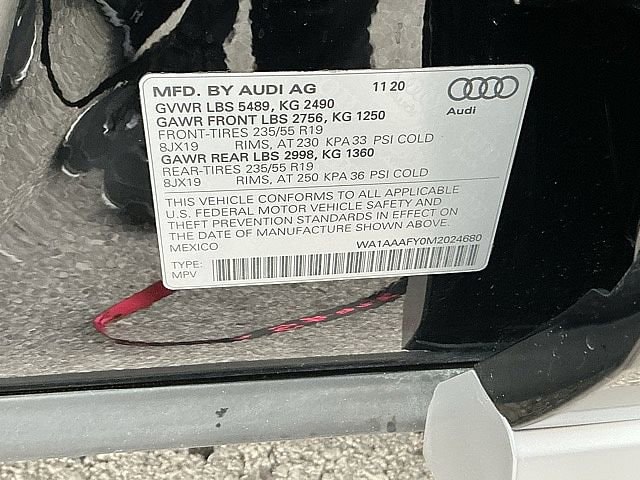 MFD. BY AUDI AG 11 20
GVWR LBS 5489, KG 2490
GAWR FRONT LBS 2756, KG 1250
FRONT-TIRES 235/55 R19
8JX19 RIMS, AT 230 KPA 33 PSI COLD
GAWR REAR LBS 2998, KG 1360
REAR-TIRES 235/55 R19
8JX19 RIMS, AT 250 KPA 36 PSI COLD
Audi
THIS VEHICLE CONFORMS TO ALL APPLICABLE
U.S. FEDERAL MOTOR VEHICLE SAFETY AND
THEFT PREVENTION STANDARDS IN EFFECT ON
THE DATE OF MANUFACTURE SHOWN ABOVE.
MEXICO WA1AAAFY0M2024680
TYPE:
MPV